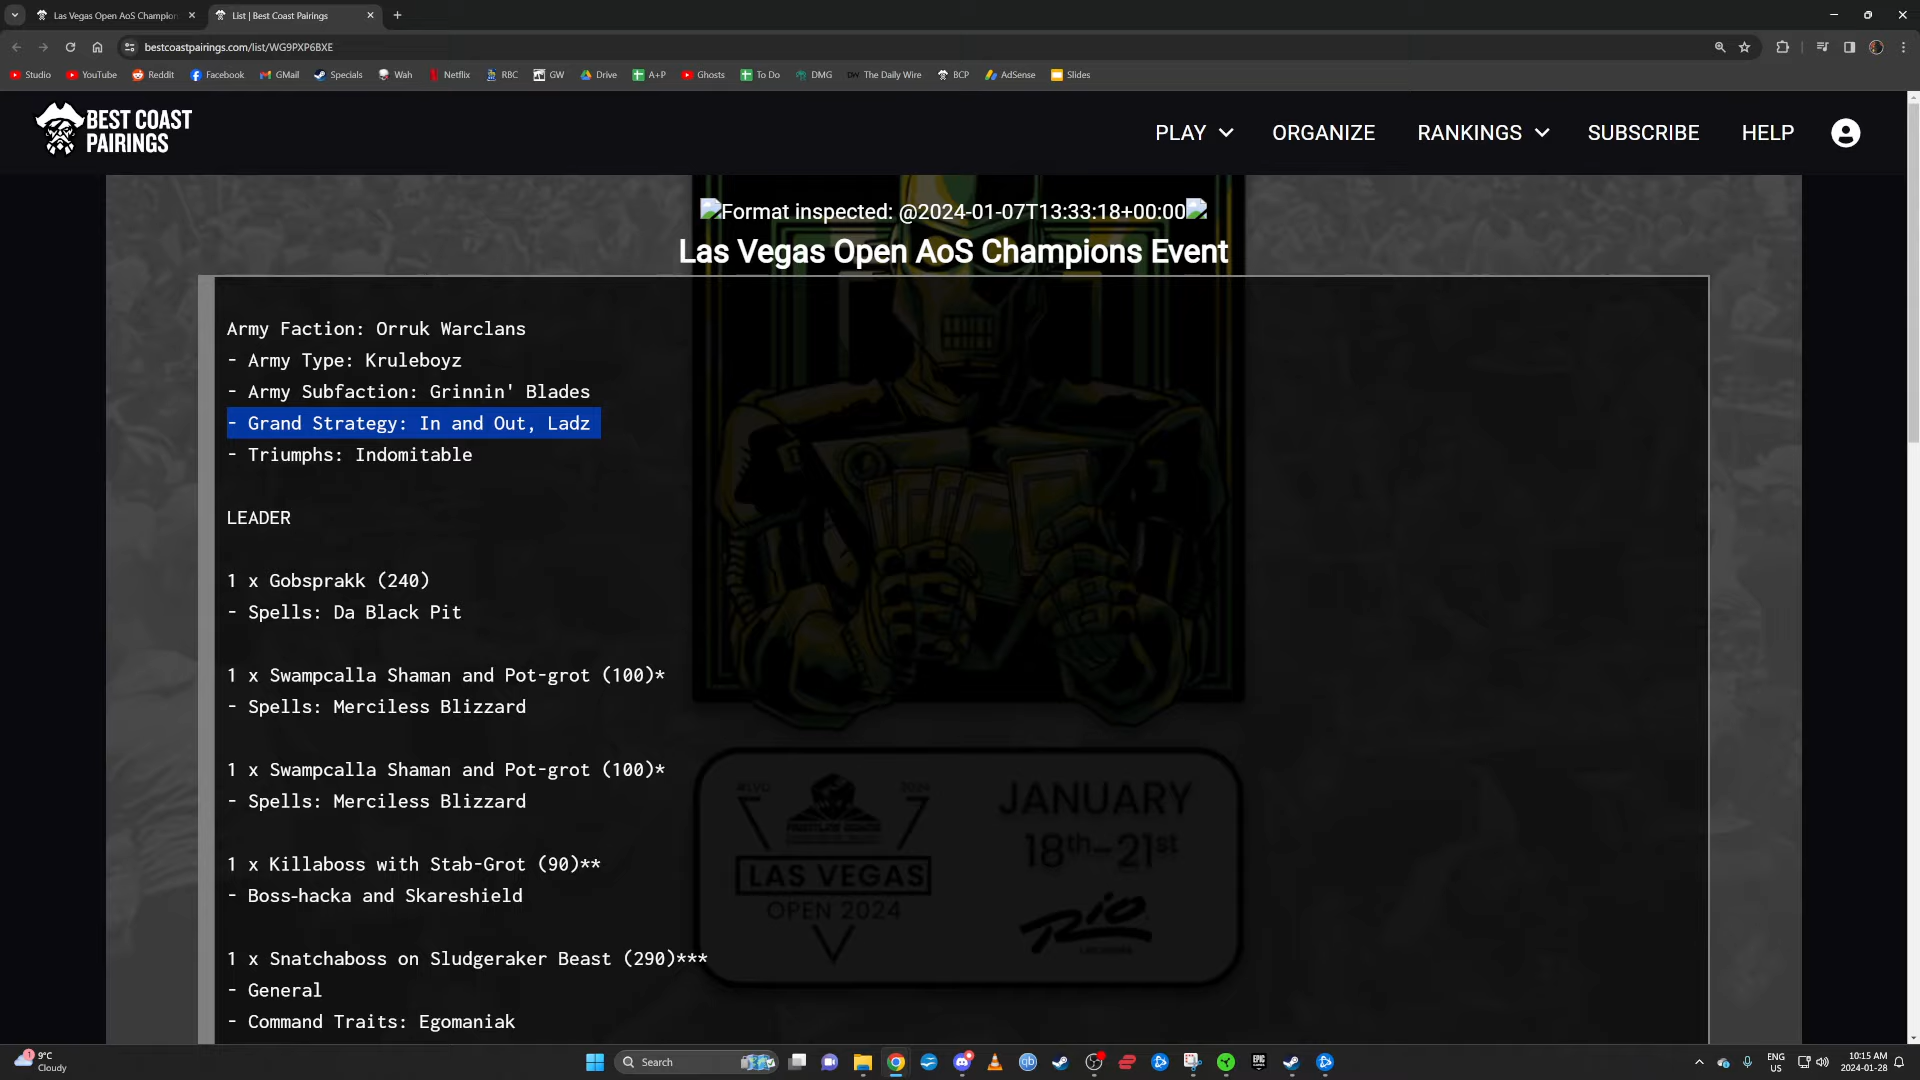 Las Vegas Open AoS Champion
List | Best Coast Pairings
bestcoastpairings.com/list/WG9PXP6BXE
Studio YouTube Reddit Facebook GMail Specials Wah Netflix RBC GW Drive A+P Ghosts To Do DMG The Daily Wire BCP AdSense Slides
BEST COAST
PAIRINGS
PLAY ORGANIZE RANKINGS SUBSCRIBE HELP
Format inspected: @2024-01-07T13:33:18+00:00
Las Vegas Open AoS Champions Event
Army Faction: Orruk Warclans
- Army Type: Kruleboyz
- Army Subfaction: Grinnin' Blades
- Grand Strategy: In and Out, Ladz
- Triumphs: Indomitable
LEADER
1 x Gobsprakk (240)
- Spells: Da Black Pit
1 x Swampcalla Shaman and Pot-grot (100)*
- Spells: Merciless Blizzard
1 x Swampcalla Shaman and Pot-grot (100)*
- Spells: Merciless Blizzard
1 x Killaboss with Stab-Grot (90)**
- Boss-hacka and Skareshield
1 x Snatchaboss on Sludgeraker Beast (290)***
- General
- Command Traits: Egomaniak
2024
LAS VEGAS
OPEN 2024
JANUARY
18th-21st
Rio
9°C
Cloudy
Search
ENG
US
10:15 AM
2024-01-28